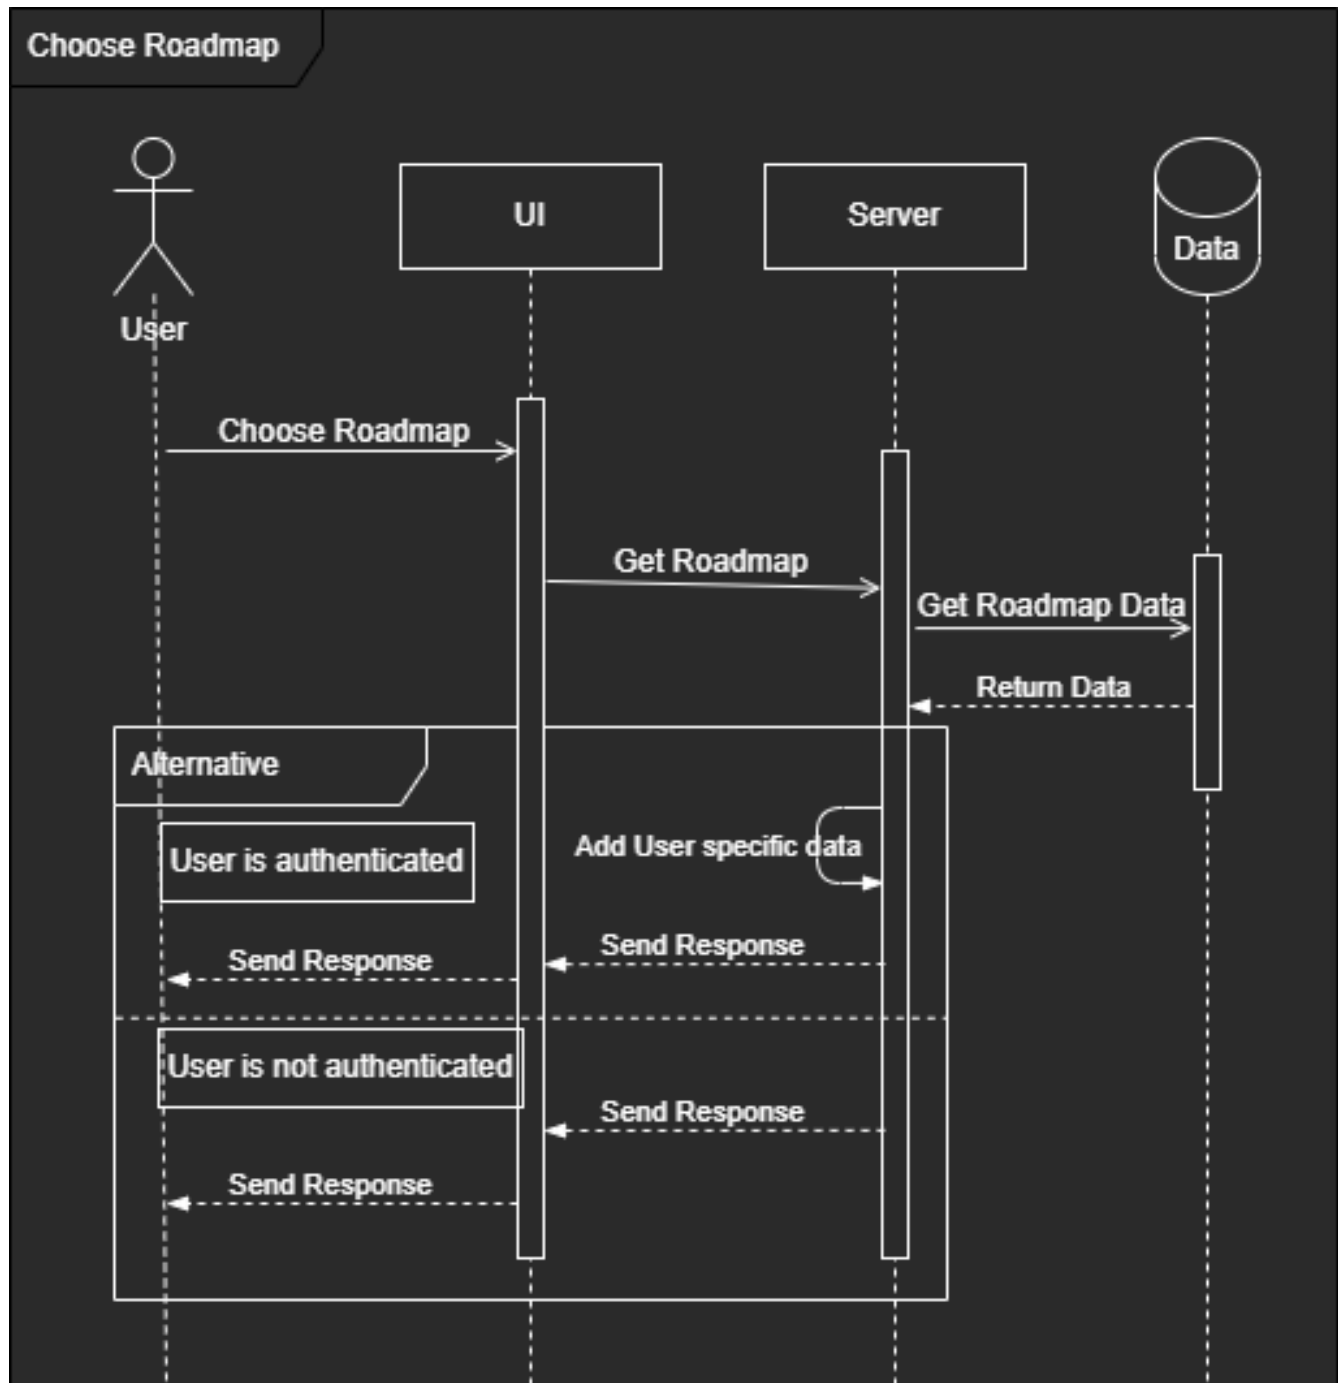 Choose Roadmap
UI
Server
Data
User
Choose Roadmap
Get Roadmap
Get Roadmap Data
Return Data
Alternative
Add User specific data
User is authenticated
Send Response
Send Response
User is not authenticated
Send Response
Send Response